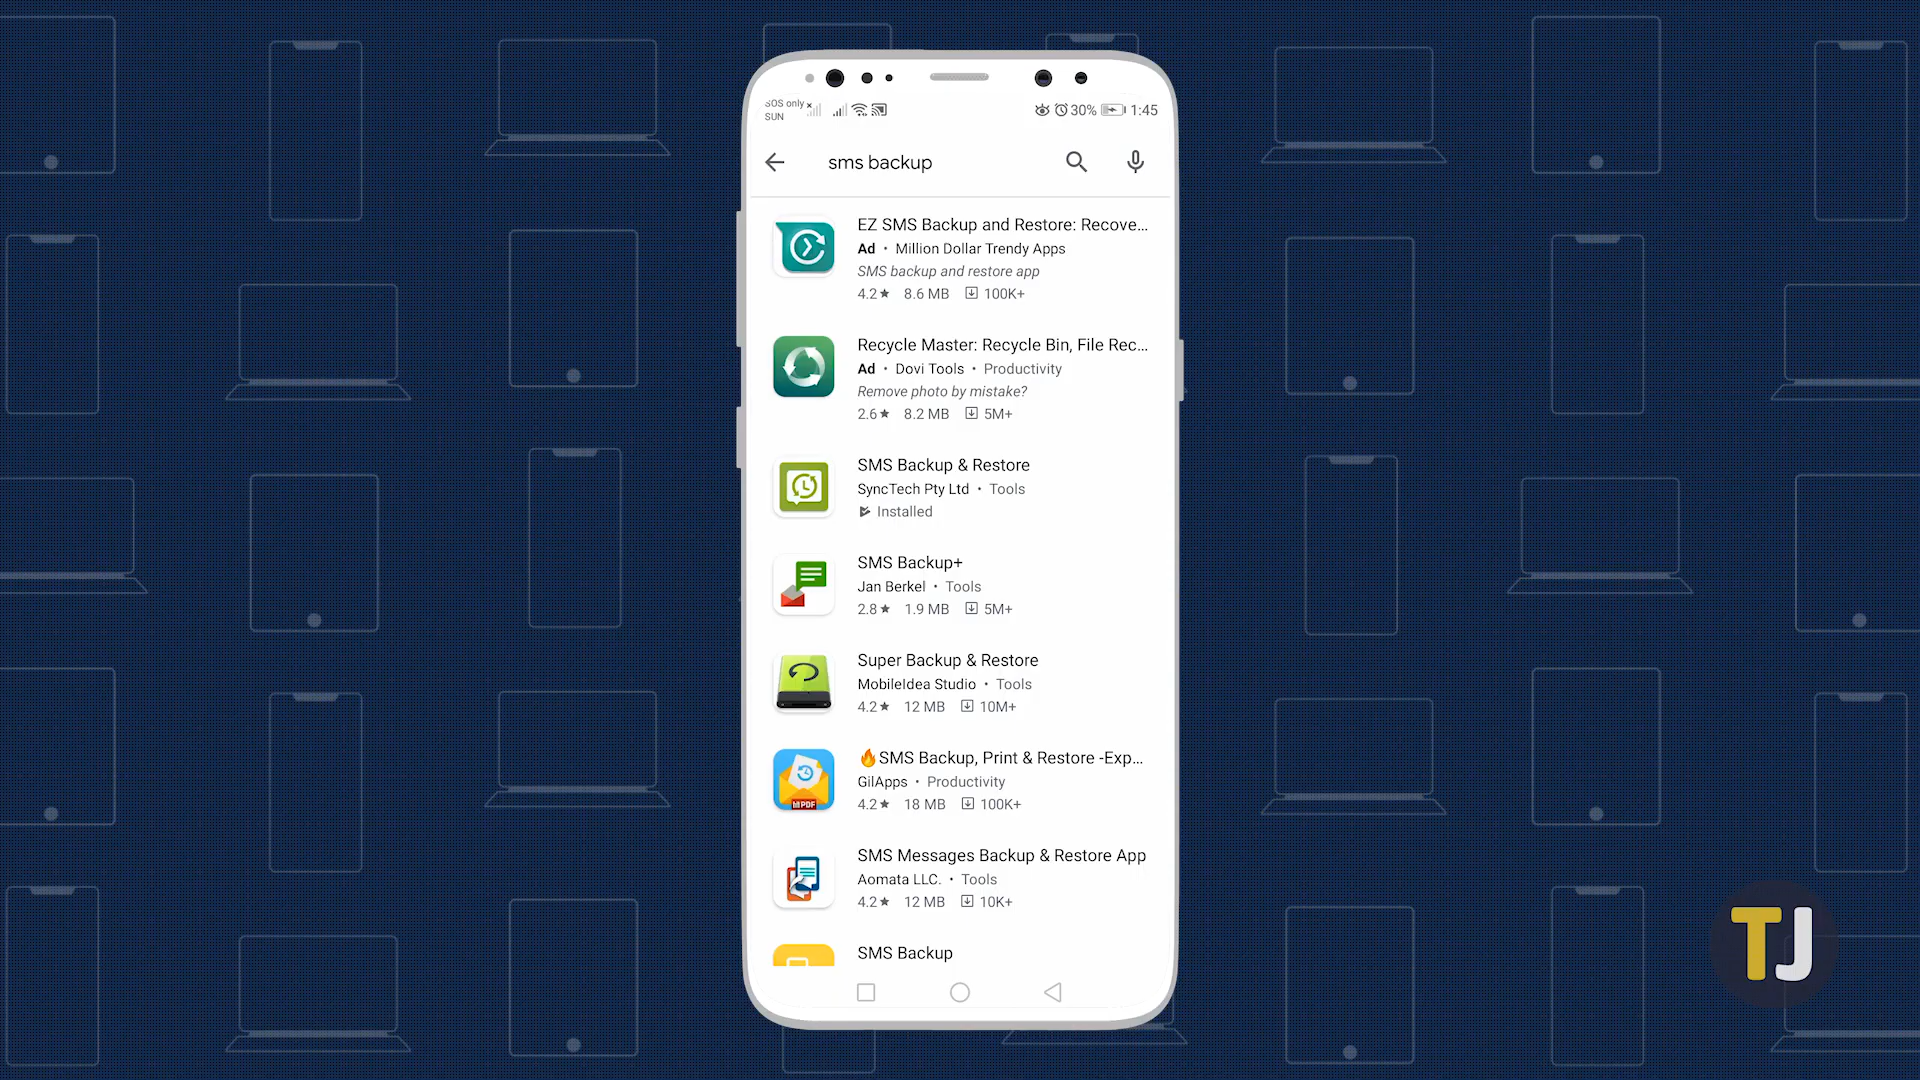 SOS only
SUN
30% 1:45
sms backup
EZ SMS Backup and Restore: Recove...
Ad • Million Dollar Trendy Apps
SMS backup and restore app
4.2★ 8.6 MB 100K+
Recycle Master: Recycle Bin, File Rec...
Ad • Dovi Tools • Productivity
Remove photo by mistake?
2.6★ 8.2 MB 5M+
SMS Backup & Restore
SyncTech Pty Ltd • Tools
Installed
SMS Backup+
Jan Berkel • Tools
2.8★ 1.9 MB 5M+
Super Backup & Restore
MobileIdea Studio • Tools
4.2★ 12 MB 10M+
🔥SMS Backup, Print & Restore -Exp...
GilApps • Productivity
4.2★ 18 MB 100K+
PDF
SMS Messages Backup & Restore App
Aomata LLC. • Tools
4.2★ 12 MB 10K+
SMS Backup
TJ